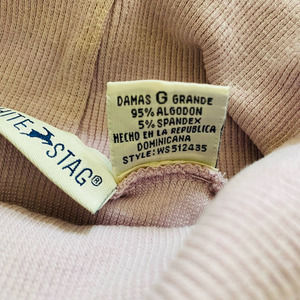 DAMAS G GRANDE
95% ALGODON
5% SPANDEX
HECHO EN LA REPUBLICA
DOMINICANA
STYLE: WS512435
STAG®